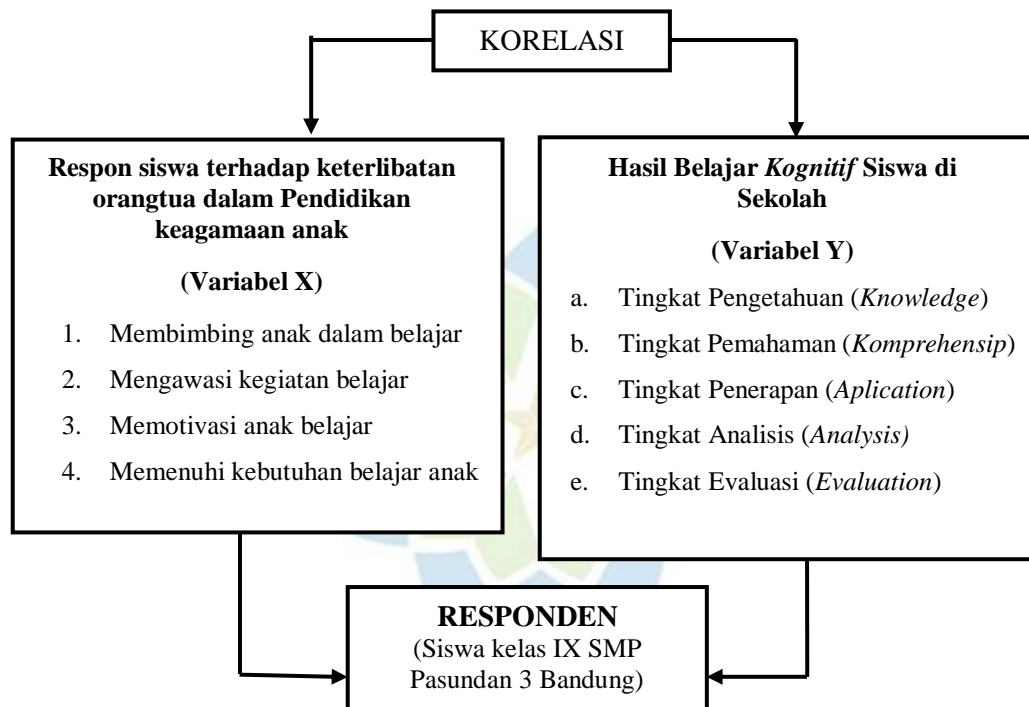 KORELASI
Respon siswa terhadap keterlibatan
orangtua dalam Pendidikan
keagamaan anak
(Variabel X)
1. Membimbing anak dalam belajar
2. Mengawasi kegiatan belajar
3. Memotivasi anak belajar
4. Memenuhi kebutuhan belajar anak
Hasil Belajar Kognitif Siswa di
Sekolah
(Variabel Y)
a. Tingkat Pengetahuan (Knowledge)
b. Tingkat Pemahaman (Komprehensip)
c. Tingkat Penerapan (Aplication)
d. Tingkat Analisis (Analysis)
e. Tingkat Evaluasi (Evaluation)
RESPONDEN
(Siswa kelas IX SMP
Pasundan 3 Bandung)